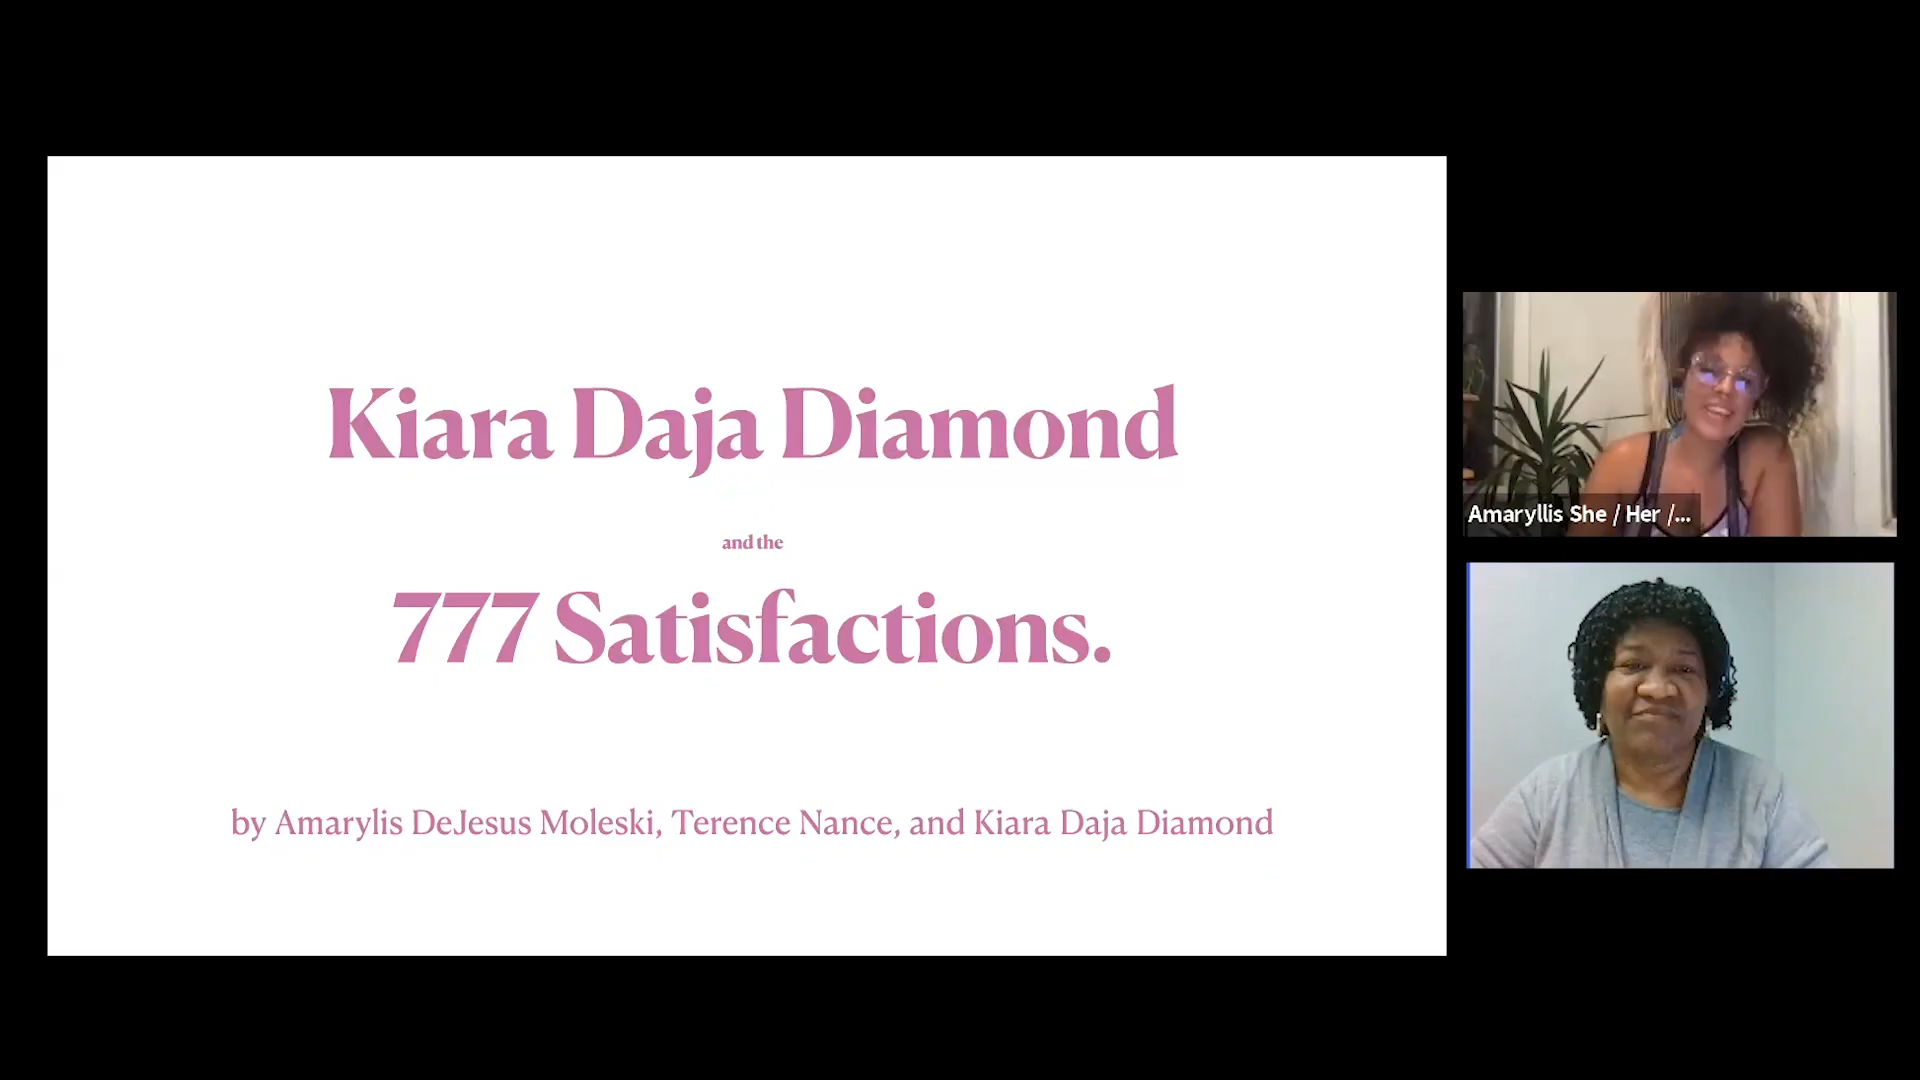 Kiara Daja Diamond
and the
777 Satisfactions.
by Amarylis DeJesus Moleski, Terence Nance, and Kiara Daja Diamond
Amaryllis She / Her /...